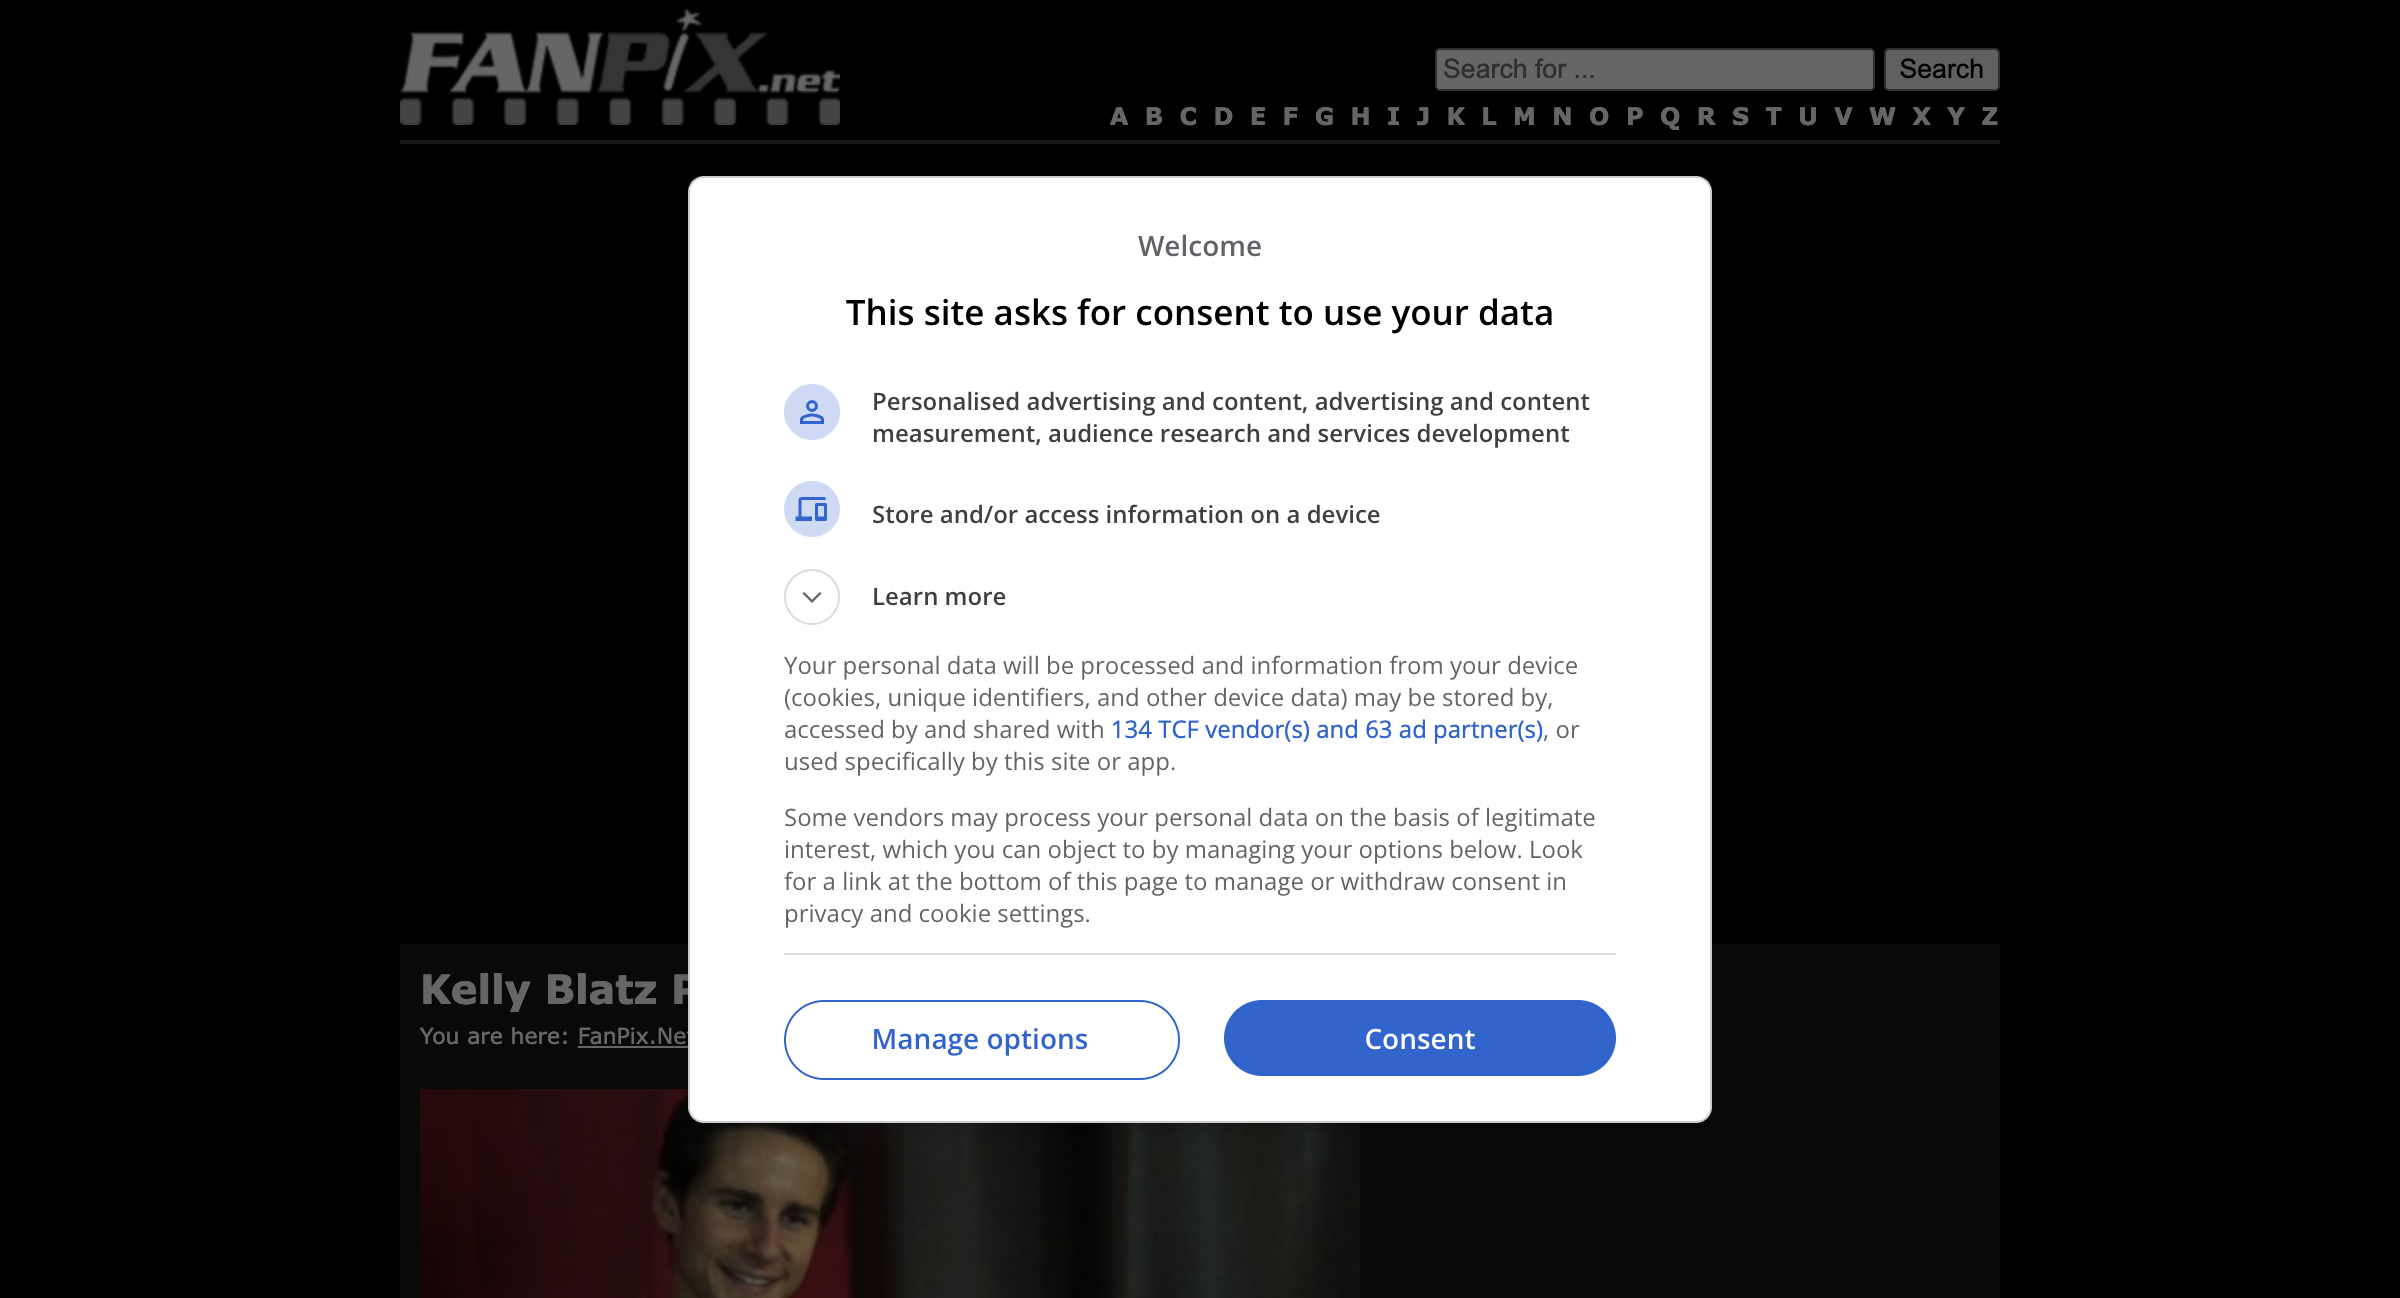 FANPIX.net
Search for ...
Search
A B C D E F G H I J K L M N O P Q R S T U V W X Y Z
Welcome
This site asks for consent to use your data
Personalised advertising and content, advertising and content
measurement, audience research and services development
Store and/or access information on a device
Learn more
Your personal data will be processed and information from your device
(cookies, unique identifiers, and other device data) may be stored by,
accessed by and shared with 134 TCF vendor(s) and 63 ad partner(s), or
used specifically by this site or app.
Some vendors may process your personal data on the basis of legitimate
interest, which you can object to by managing your options below. Look
for a link at the bottom of this page to manage or withdraw consent in
privacy and cookie settings.
Manage options
Consent
Kelly Blatz
You are here: FanPix.Net